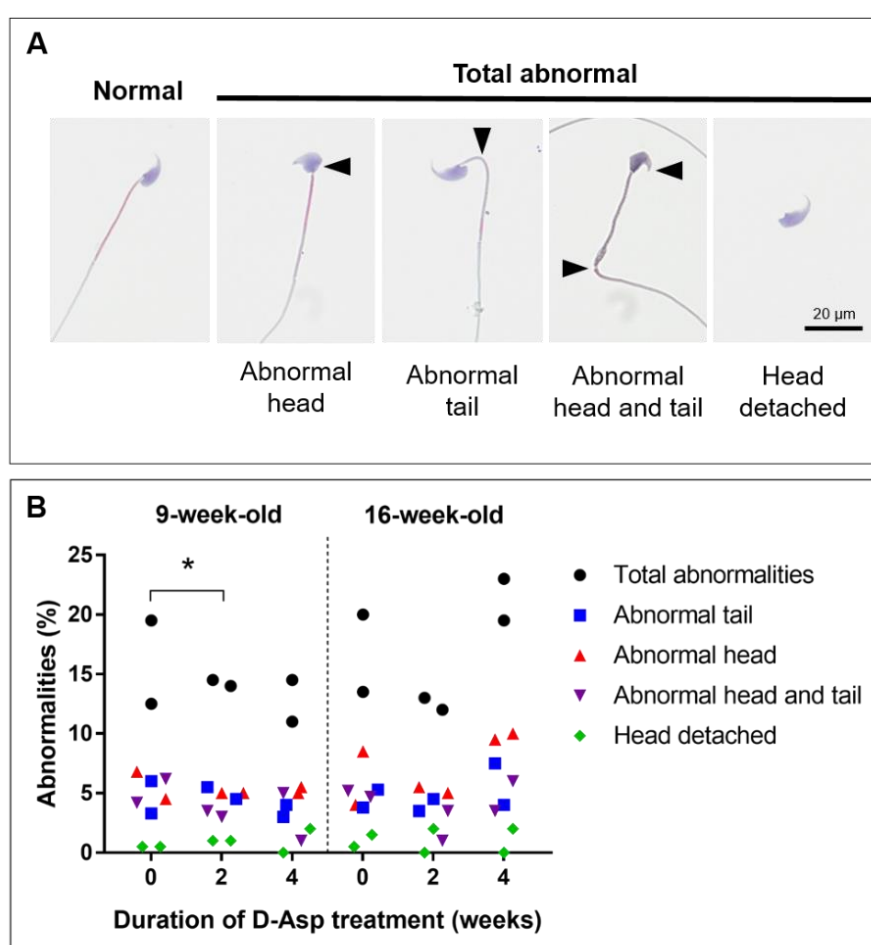 A
Total abnormal
Normal
20 µm
Abnormal
head
Abnormal
tail
Abnormal
head and tail
Head
detached
B
9-week-old
16-week-old
25
20
15
10
5
0
*
Abnormalities (%)
0
2
4
0
2
4
Duration of D-Asp treatment (weeks)
Total abnormalities
Abnormal tail
Abnormal head
Abnormal head and tail
Head detached